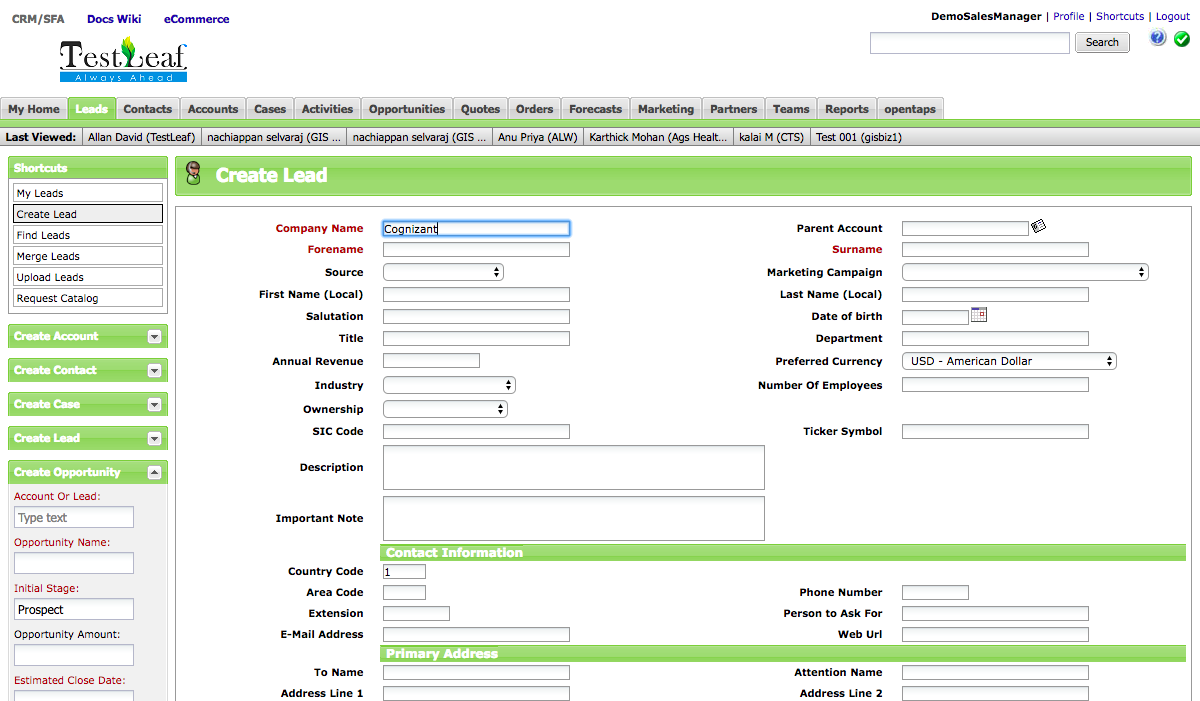 CRM/SFA Docs Wiki eCommerce
DemoSalesManager | Profile | Shortcuts | Logout
TestLeaf
Always Ahead
Search
?
My Home Leads Contacts Accounts Cases Activities Opportunities Quotes Orders Forecasts Marketing Partners Teams Reports opentaps
Last Viewed: Allan David (TestLeaf) nachiappan selvaraj (GIS ... nachiappan selvaraj (GIS ... Anu Priya (ALW) Karthick Mohan (Ags Healt... kalai M (CTS) Test 001 (gisbiz1)
Shortcuts
My Leads
Create Lead
Find Leads
Merge Leads
Upload Leads
Request Catalog
Create Account
Create Contact
Create Case
Create Lead
Create Opportunity
Account Or Lead:
Type text
Opportunity Name:
Initial Stage:
Prospect
Opportunity Amount:
Estimated Close Date:
Create Lead
Company Name Cognizant Parent Account
Forename Surname
Source Marketing Campaign
First Name (Local) Last Name (Local)
Salutation Date of birth
Title Department
Annual Revenue Preferred Currency USD - American Dollar
Industry Number Of Employees
Ownership
SIC Code Ticker Symbol
Description
Important Note
Contact Information
Country Code 1
Area Code Phone Number
Extension Person to Ask For
E-Mail Address Web Url
Primary Address
To Name Attention Name
Address Line 1 Address Line 2